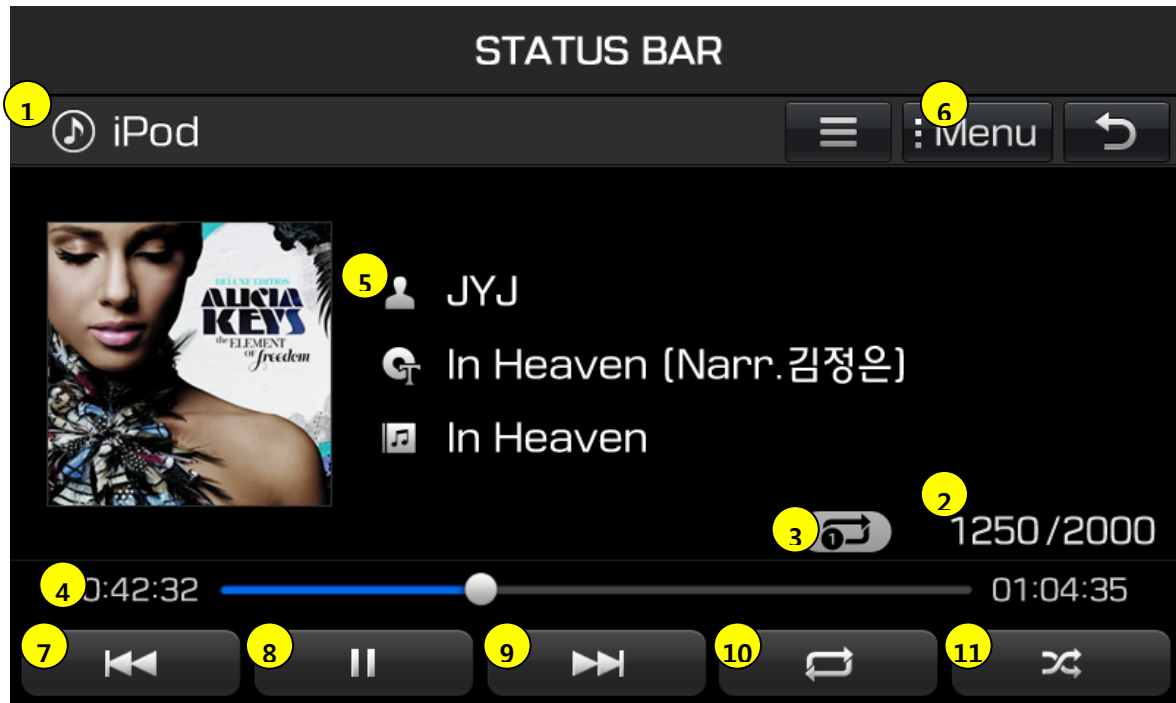 STATUS BAR
1
iPod
6
Menu
DELUXE EDITION
ALICIA
KEYS
the ELEMENT
OF freedom
5
JYJ
In Heaven (Narr.김정은)
In Heaven
2
3
1
1250/2000
4
0:42:32
01:04:35
7
8
9
10
11